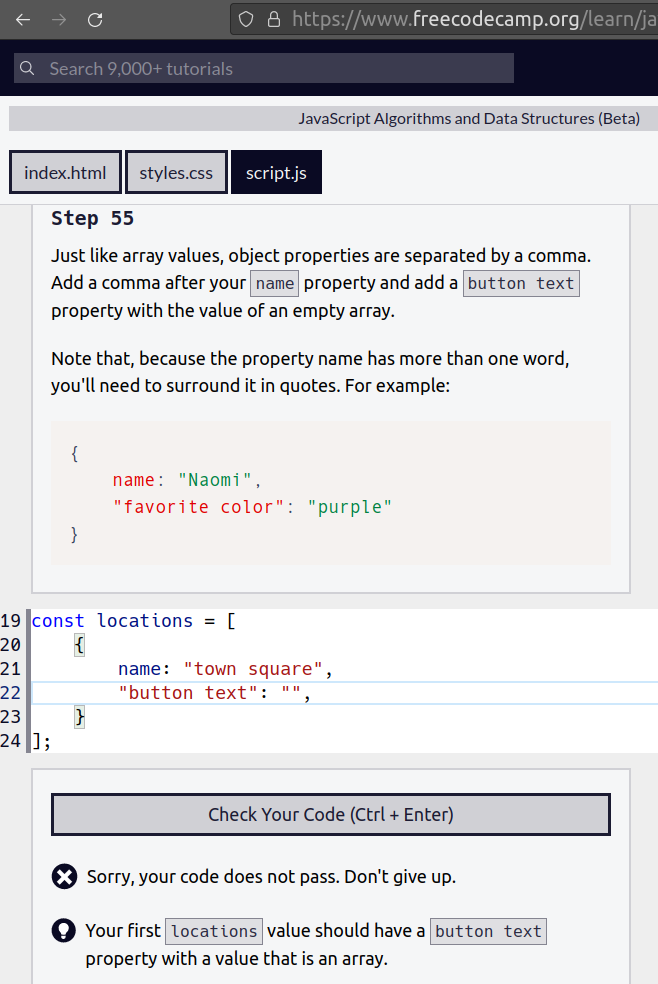 https://www.freecodecamp.org/learn/ja
Search 9,000+ tutorials
JavaScript Algorithms and Data Structures (Beta)
index.html styles.css script.js
Step 55
Just like array values, object properties are separated by a comma.
Add a comma after your name property and add a button text
property with the value of an empty array.
Note that, because the property name has more than one word,
you'll need to surround it in quotes. For example:
{
name: "Naomi",
"favorite color": "purple"
}
19 const locations = [
20 {
21 name: "town square",
22 "button text": "",
23 }
24 ];
Check Your Code (Ctrl + Enter)
Sorry, your code does not pass. Don't give up.
Your first locations value should have a button text
property with a value that is an array.